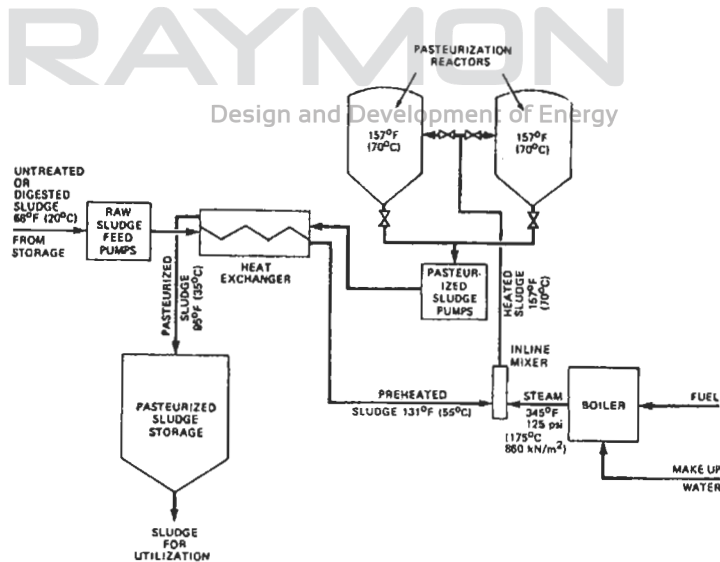 RAYMON
Design and Development of Energy
PASTEURIZATION
REACTORS
157°F
(70°C)
157°F
(70°C)
UNTREATED
OR
DIGESTED
SLUDGE
68°F (20°C)
FROM
STORAGE
RAW
SLUDGE
FEED
PUMPS
HEAT
EXCHANGER
PASTEURIZED
SLUDGE
95°F (35°C)
PASTEUR-
IZED
SLUDGE
PUMPS
HEATED
SLUDGE
157°F
(70°C)
INLINE
MIXER
PREHEATED
SLUDGE 131°F (55°C)
STEAM
345°F
125 psi
(175°C
860 kN/m²)
BOILER
FUEL
MAKE UP
WATER
PASTEURIZED
SLUDGE
STORAGE
SLUDGE
FOR
UTILIZATION